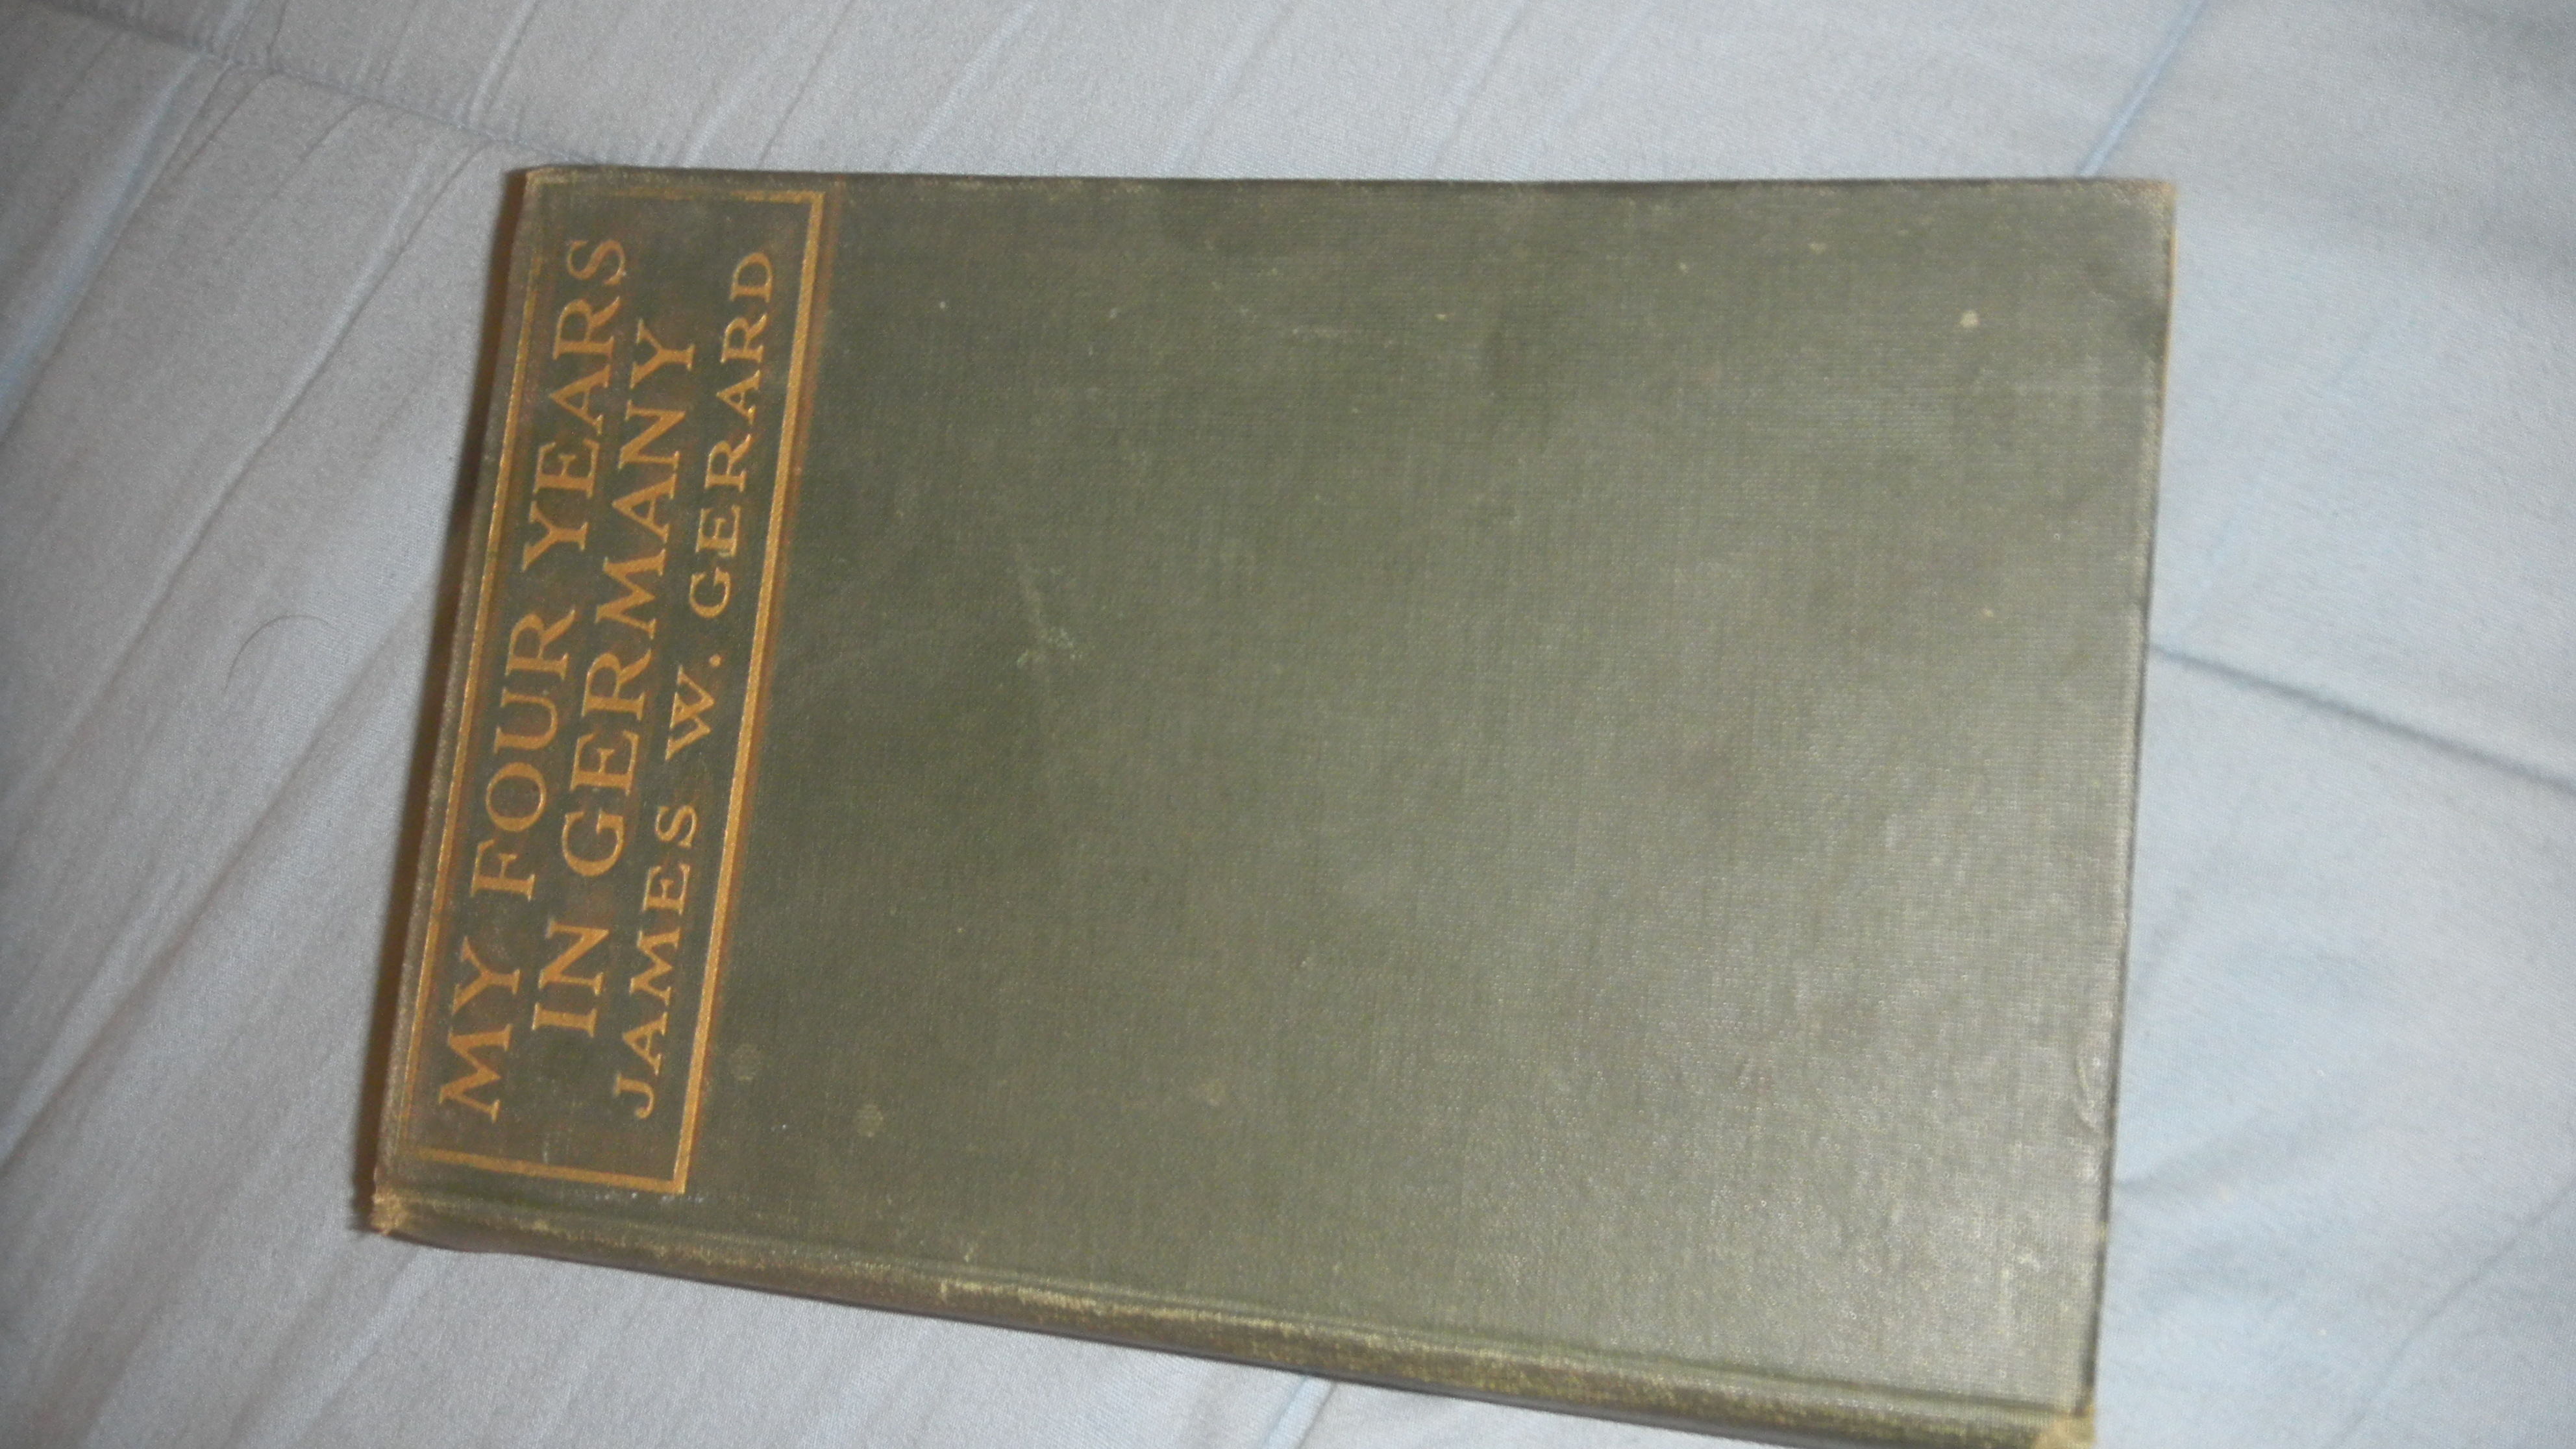 MY FOUR YEARS
IN GERMANY
JAMES W. GERARD